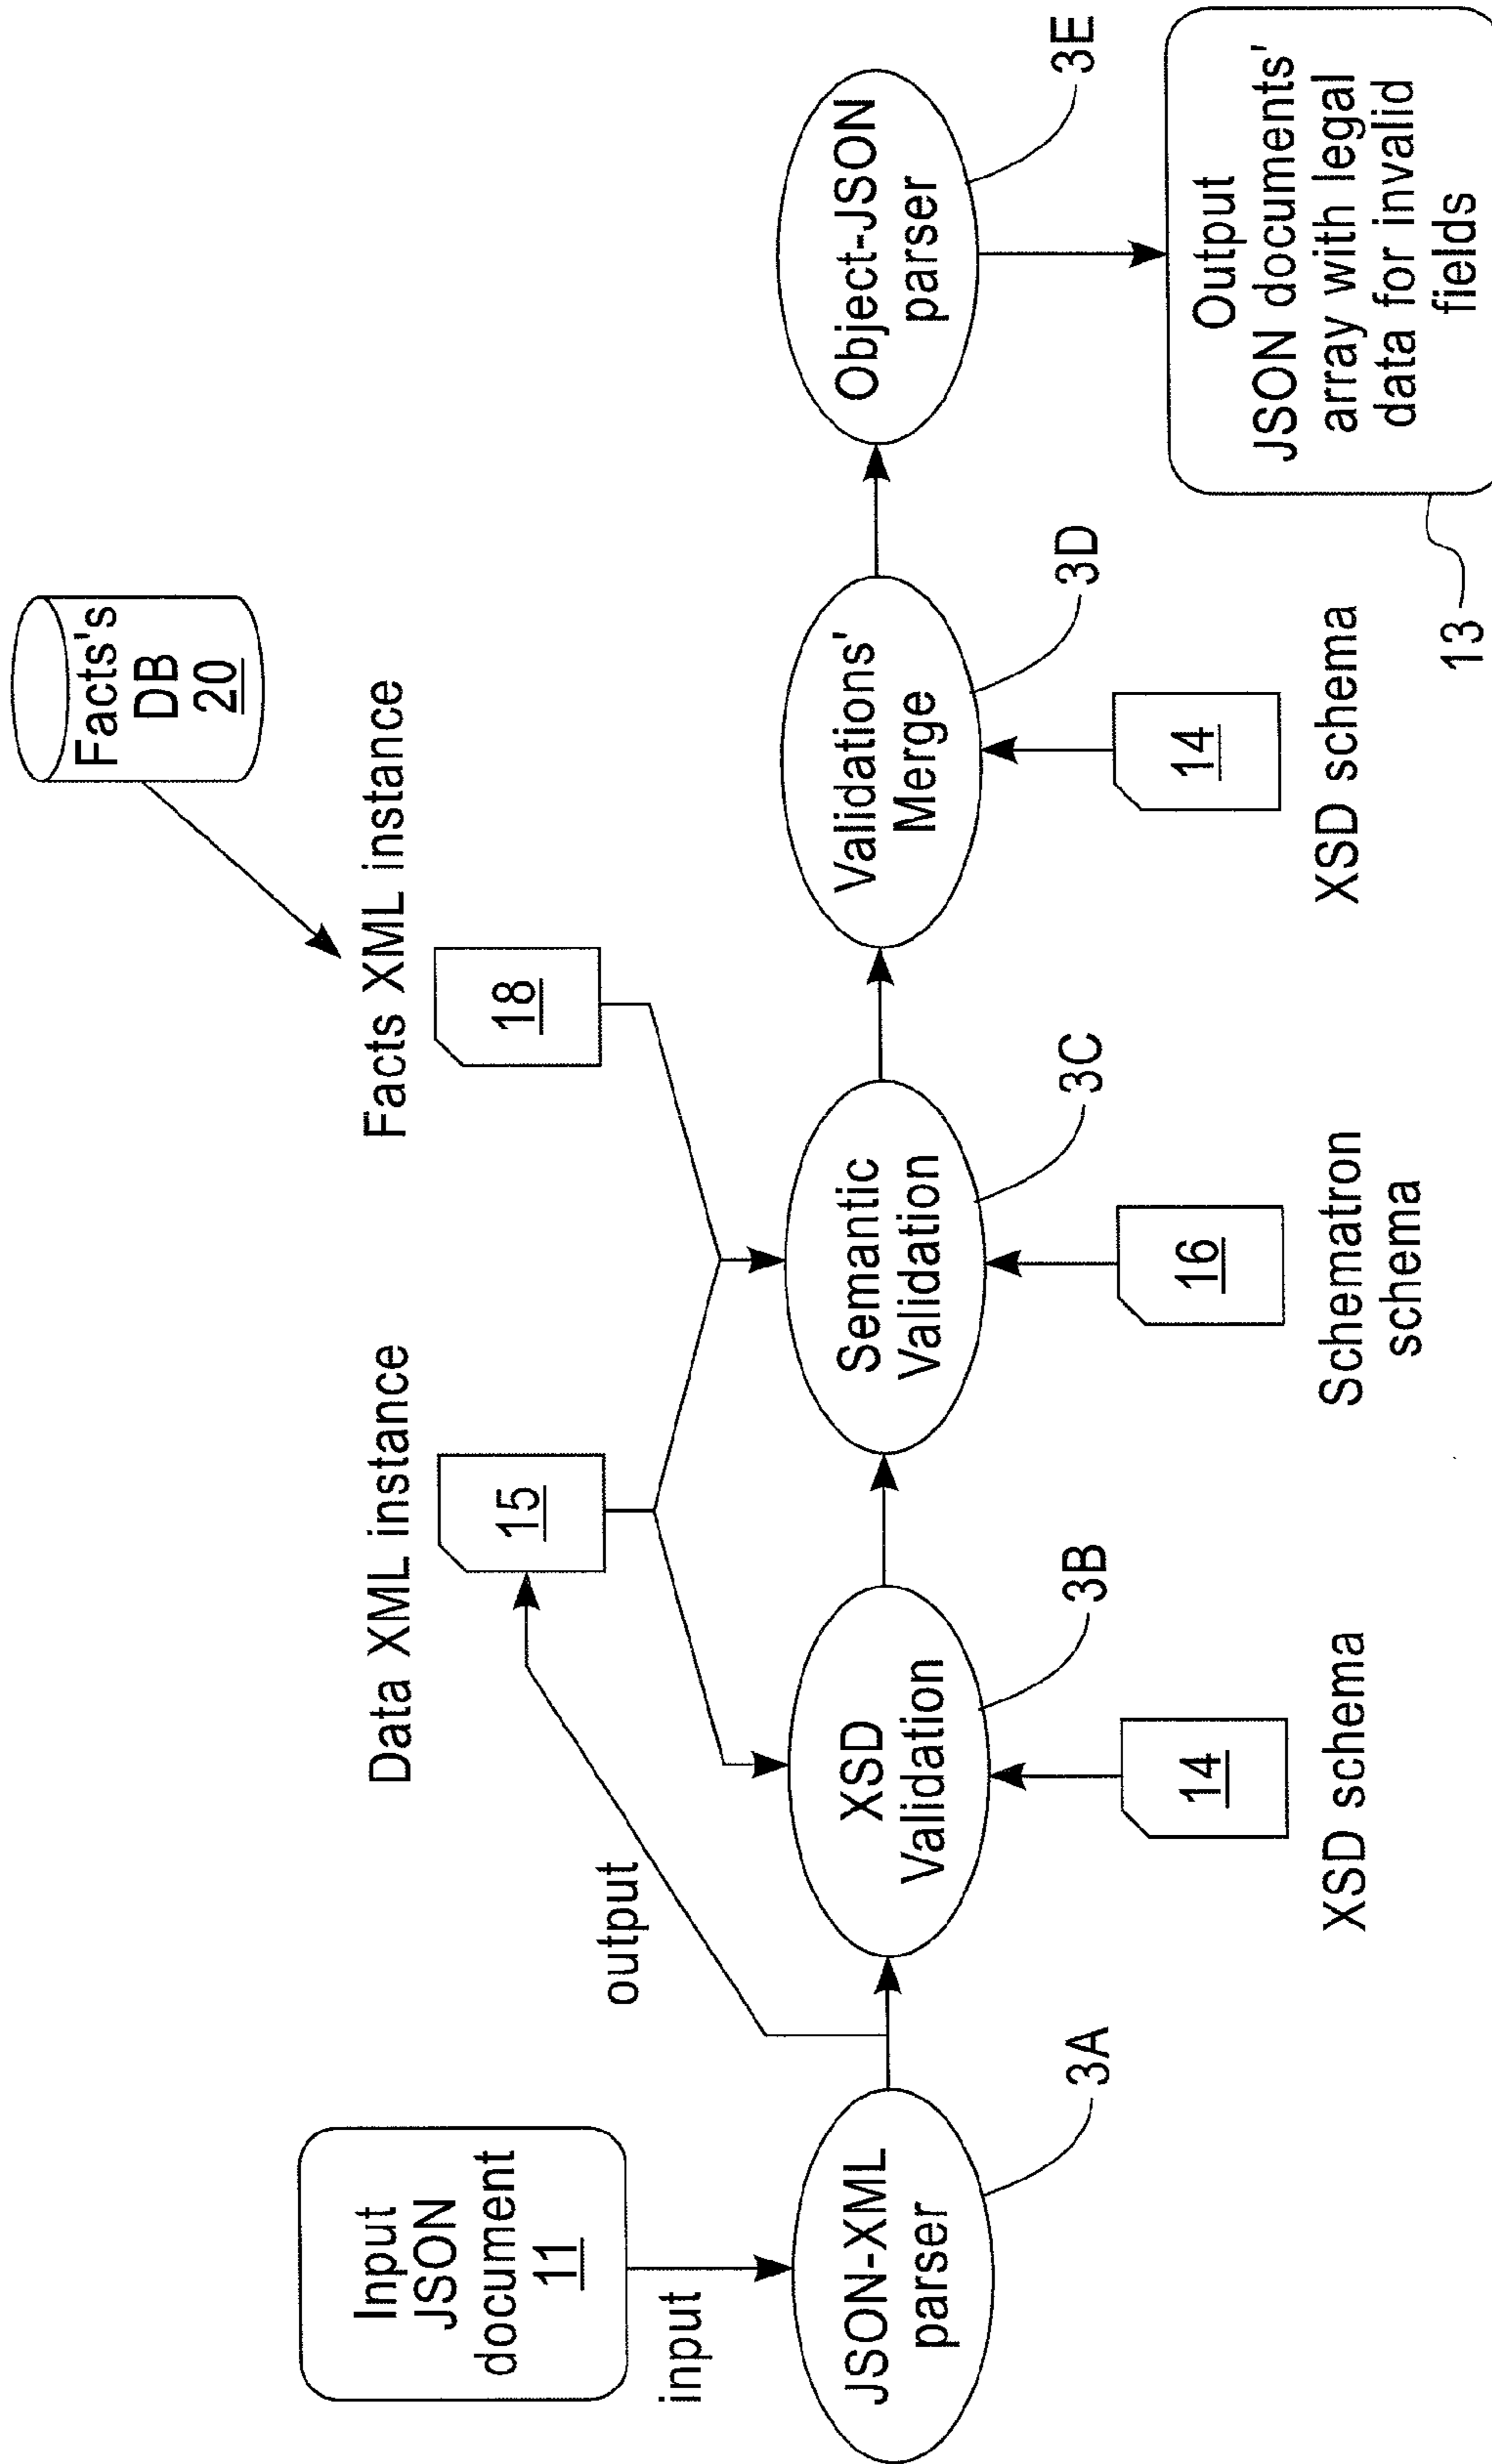 Facts's
DB
20
Data XML instance
Facts XML instance
15
18
Input
JSON
document
11
input
output
JSON-XML
parser
3A
XSD
Validation
3B
Semantic
Validation
3C
Validations'
Merge
3D
Object-JSON
parser
3E
14
XSD schema
16
Schematron
schema
14
XSD schema
Output
JSON documents'
array with legal
data for invalid
fields
13